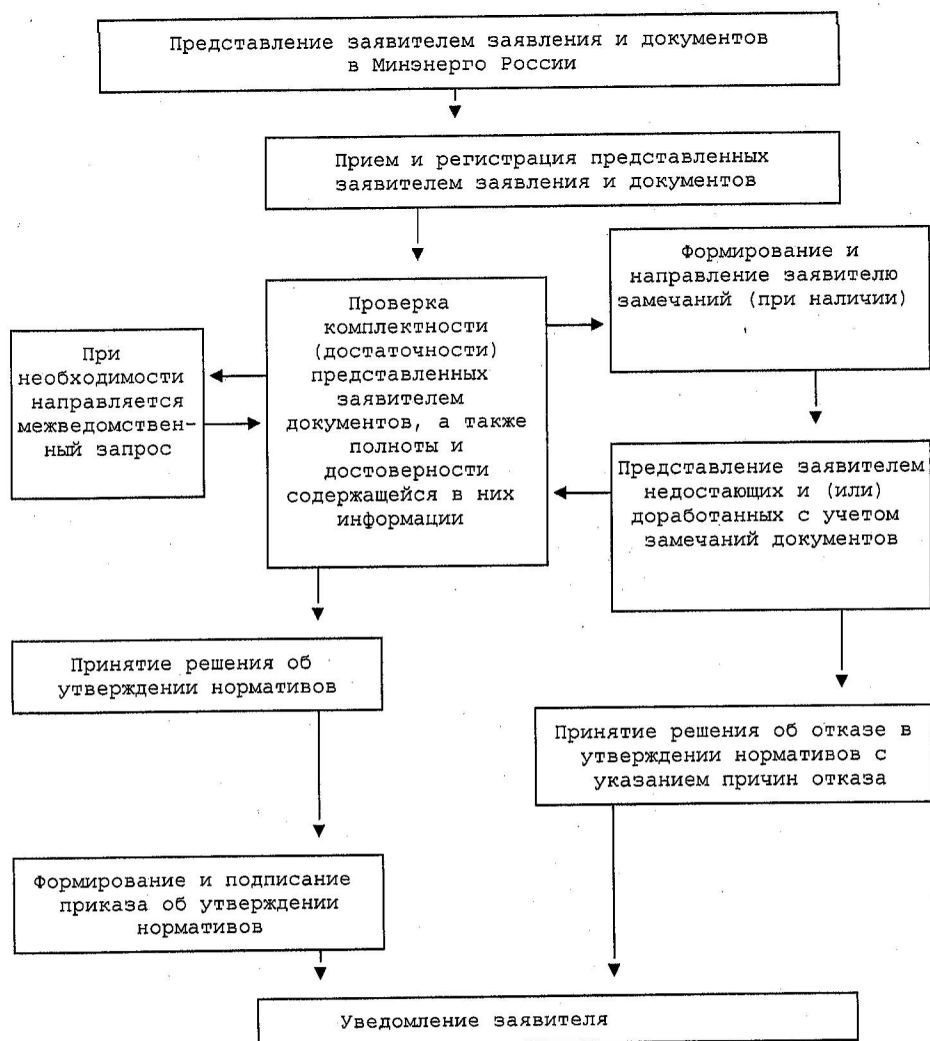 Представление заявителем заявления и документов
в Минэнерго России
Прием и регистрация представленных
заявителем заявления и документов
Формирование и
направление заявителю
замечаний (при наличии)
Проверка
комплектности
(достаточности)
представленных
заявителем
документов, а также
полноты и
достоверности
содержащейся в них
информации
При
необходимости
направляется
межведомствен-
ный запрос
Представление заявителем
недостающих и (или)
доработанных с учетом
замечаний документов
Принятие решения об
утверждении нормативов
Принятие решения об отказе в
утверждении нормативов с
указанием причин отказа
Формирование и подписание
приказа об утверждении
нормативов
Уведомление заявителя